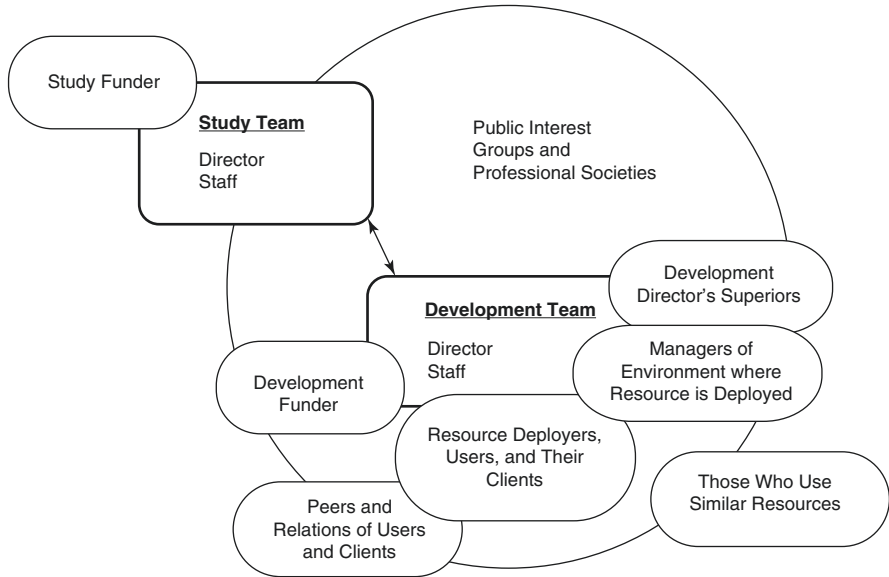 Study Funder
Study Team
Director
Staff
Public Interest
Groups and
Professional Societies
Development
Director's Superiors
Development Team
Director
Staff
Managers of
Environment where
Resource is Deployed
Development
Funder
Resource Deployers,
Users, and Their
Clients
Those Who Use
Similar Resources
Peers and
Relations of Users
and Clients